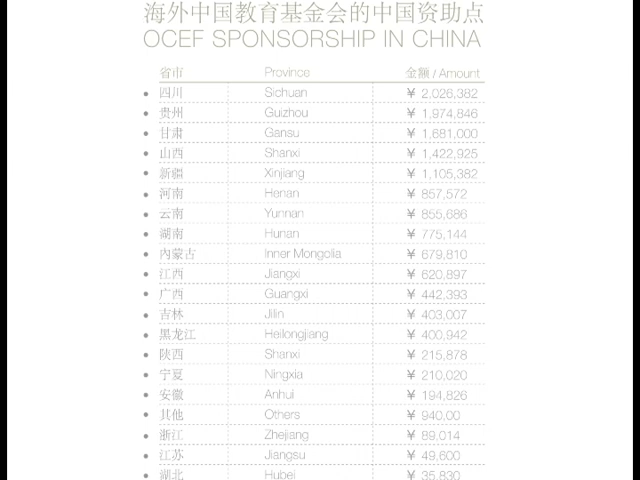 海外中国教育基金会的中国资助点
OCEF SPONSORSHIP IN CHINA
省市 Province 金额 / Amount
四川 Sichuan ¥ 2,026,382
贵州 Guizhou ¥ 1,974,846
甘肃 Gansu ¥ 1,681,000
山西 Shanxi ¥ 1,422,925
新疆 Xinjiang ¥ 1,105,382
河南 Henan ¥ 857,572
云南 Yunnan ¥ 855,686
湖南 Hunan ¥ 775,144
内蒙古 Inner Mongolia ¥ 679,810
江西 Jiangxi ¥ 620,897
广西 Guangxi ¥ 442,393
吉林 Jilin ¥ 403,007
黑龙江 Heilongjiang ¥ 400,942
陕西 Shanxi ¥ 215,878
宁夏 Ningxia ¥ 210,020
安徽 Anhui ¥ 194,826
其他 Others ¥ 940,00
浙江 Zhejiang ¥ 89,014
江苏 Jiangsu ¥ 49,600
湖北 Hubei ¥ 35,830